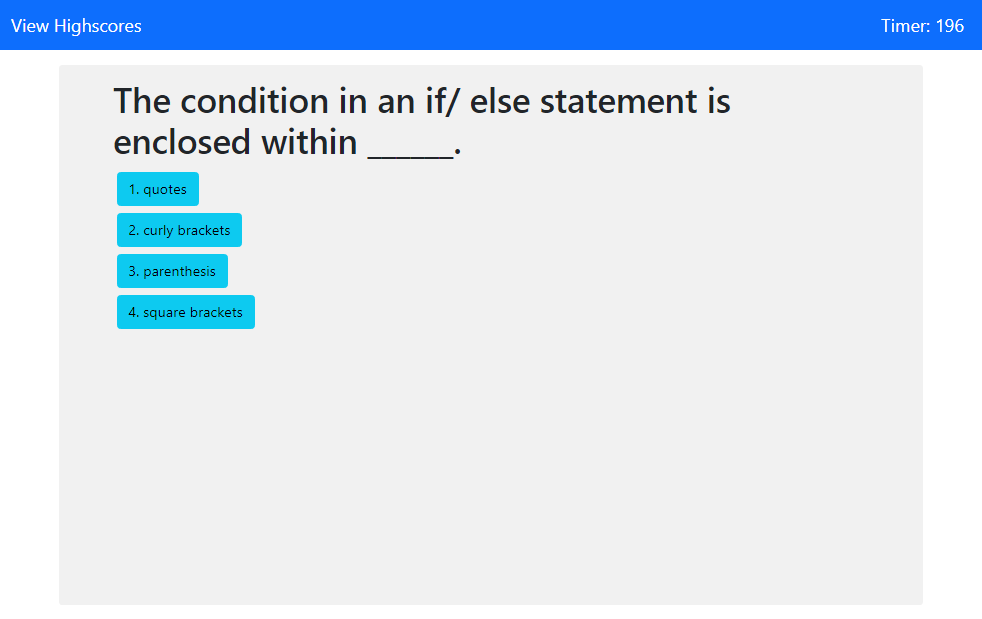 View Highscores
Timer: 196
The condition in an if/ else statement is
enclosed within ______.
1. quotes
2. curly brackets
3. parenthesis
4. square brackets